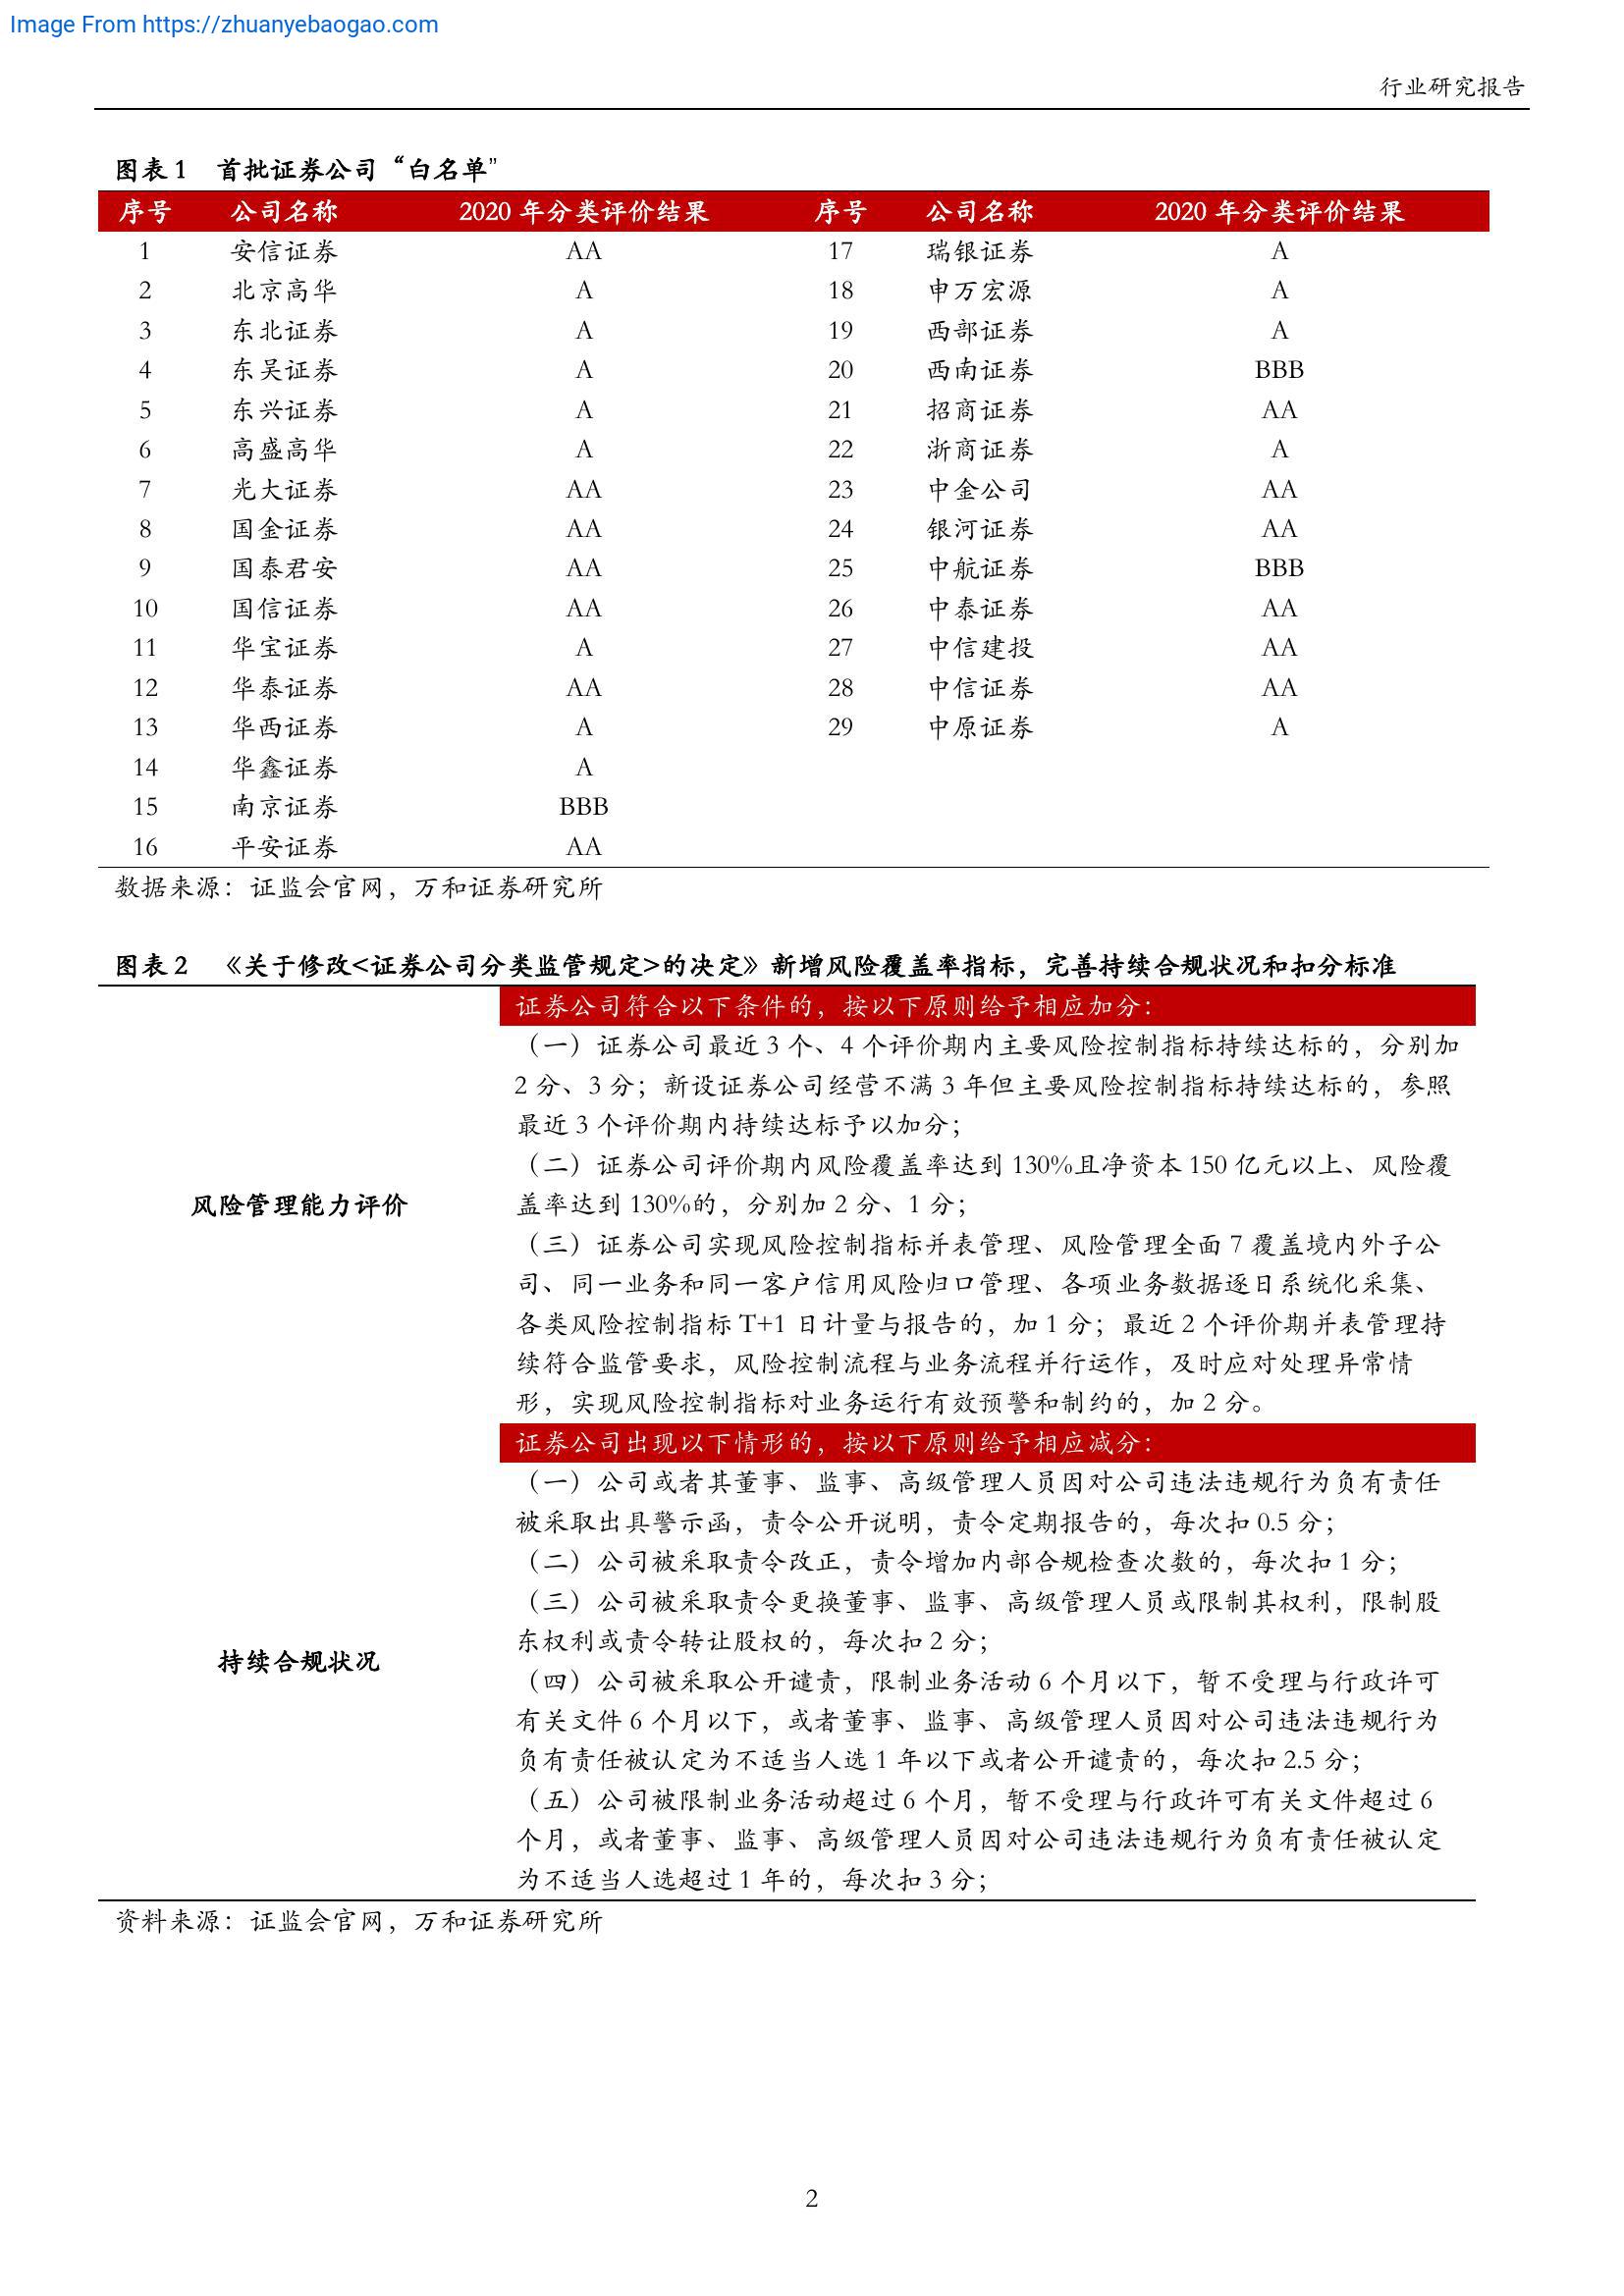 Image From https://zhuanyebaogao.com
行业研究报告
图表 1 首批证券公司“白名单”
序号 公司名称 2020 年分类评价结果 序号 公司名称 2020 年分类评价结果
1 安信证券 AA 17 瑞银证券 A
2 北京高华 A 18 申万宏源 A
3 东北证券 A 19 西部证券 A
4 东吴证券 A 20 西南证券 BBB
5 东兴证券 A 21 招商证券 AA
6 高盛高华 A 22 浙商证券 A
7 光大证券 AA 23 中金公司 AA
8 国金证券 AA 24 银河证券 AA
9 国泰君安 AA 25 中航证券 BBB
10 国信证券 AA 26 中泰证券 AA
11 华宝证券 A 27 中信建投 AA
12 华泰证券 AA 28 中信证券 AA
13 华西证券 A 29 中原证券 A
14 华鑫证券 A
15 南京证券 BBB
16 平安证券 AA
数据来源：证监会官网，万和证券研究所
图表 2 《关于修改<证券公司分类监管规定>的决定》新增风险覆盖率指标，完善持续合规状况和扣分标准
风险管理能力评价
证券公司符合以下条件的，按以下原则给予相应加分：
（一）证券公司最近 3 个、4 个评价期内主要风险控制指标持续达标的，分别加
2 分、3 分；新设证券公司经营不满 3 年但主要风险控制指标持续达标的，参照
最近 3 个评价期内持续达标予以加分；
（二）证券公司评价期内风险覆盖率达到 130%且净资本 150 亿元以上、风险覆
盖率达到 130%的，分别加 2 分、1 分；
（三）证券公司实现风险控制指标并表管理、风险管理全面 7 覆盖境内外子公
司、同一业务和同一客户信用风险归口管理、各项业务数据逐日系统化采集、
各类风险控制指标 T+1 日计量与报告的，加 1 分；最近 2 个评价期并表管理持
续符合监管要求，风险控制流程与业务流程并行运作，及时应对处理异常情
形，实现风险控制指标对业务运行有效预警和制约的，加 2 分。
持续合规状况
证券公司出现以下情形的，按以下原则给予相应减分：
（一）公司或者其董事、监事、高级管理人员因对公司违法违规行为负有责任
被采取出具警示函，责令公开说明，责令定期报告的，每次扣 0.5 分；
（二）公司被采取责令改正，责令增加内部合规检查次数的，每次扣 1 分；
（三）公司被采取责令更换董事、监事、高级管理人员或限制其权利，限制股
东权利或责令转让股权的，每次扣 2 分；
（四）公司被采取公开谴责，限制业务活动 6 个月以下，暂不受理与行政许可
有关文件 6 个月以下，或者董事、监事、高级管理人员因对公司违法违规行为
负有责任被认定为不适当人选 1 年以下或者公开谴责的，每次扣 2.5 分；
（五）公司被限制业务活动超过 6 个月，暂不受理与行政许可有关文件超过 6
个月，或者董事、监事、高级管理人员因对公司违法违规行为负有责任被认定
为不适当人选超过 1 年的，每次扣 3 分；
资料来源：证监会官网，万和证券研究所
2